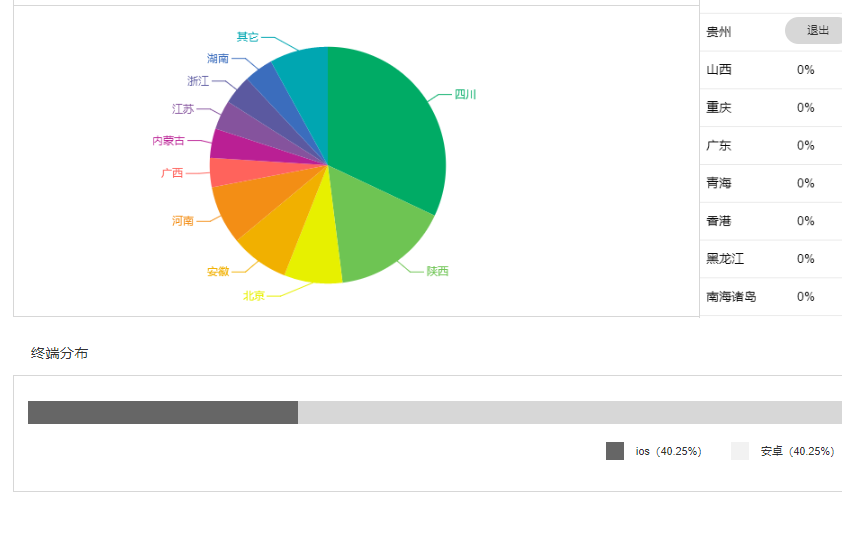 其它
湖南
浙江
江苏
内蒙古
广西
河南
安徽
北京
四川
陕西
贵州
退出
山西 0%
重庆 0%
广东 0%
青海 0%
香港 0%
黑龙江 0%
南海诸岛 0%
终端分布
ios（40.25%） 安卓（40.25%）